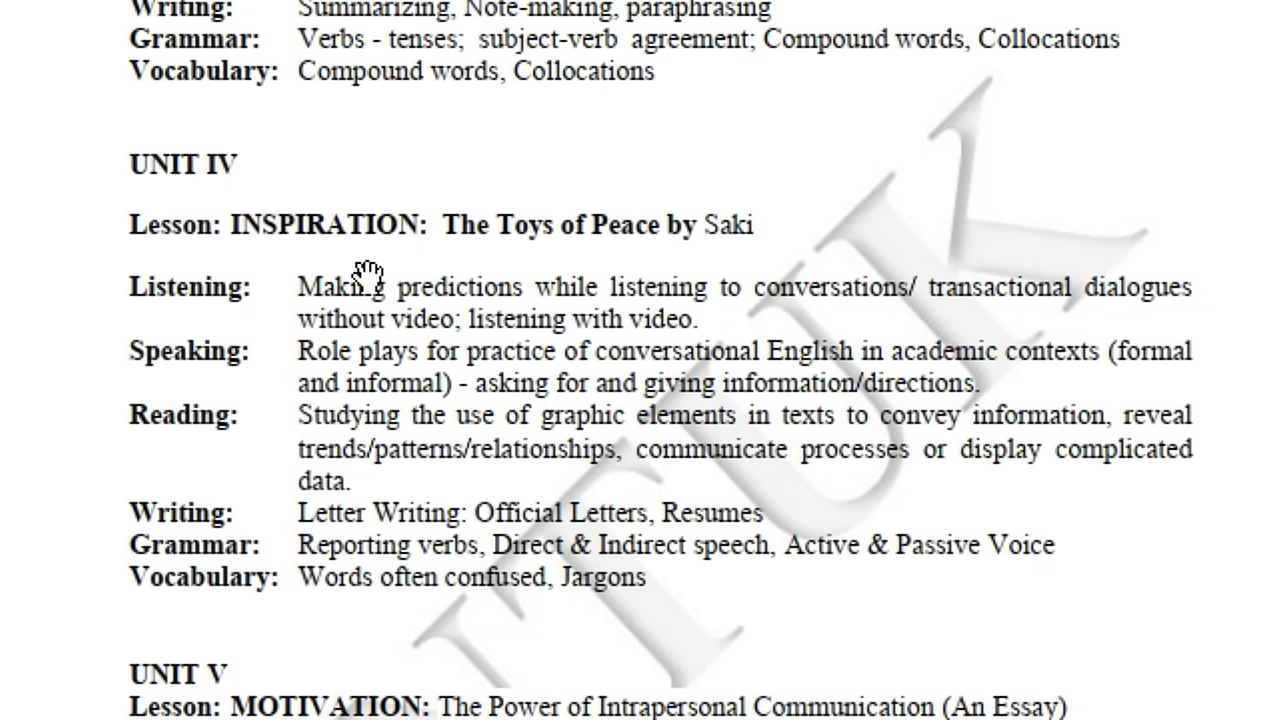 Writing: Summarizing, Note-making, paraphrasing
Grammar: Verbs - tenses; subject-verb agreement; Compound words, Collocations
Vocabulary: Compound words, Collocations
UNIT IV
Lesson: INSPIRATION: The Toys of Peace by Saki
Listening: Making predictions while listening to conversations/ transactional dialogues
without video; listening with video.
Speaking: Role plays for practice of conversational English in academic contexts (formal
and informal) - asking for and giving information/directions.
Reading: Studying the use of graphic elements in texts to convey information, reveal
trends/patterns/relationships, communicate processes or display complicated
data.
Writing: Letter Writing: Official Letters, Resumes
Grammar: Reporting verbs, Direct & Indirect speech, Active & Passive Voice
Vocabulary: Words often confused, Jargons
UNIT V
Lesson: MOTIVATION: The Power of Intrapersonal Communication (An Essay)
TUK